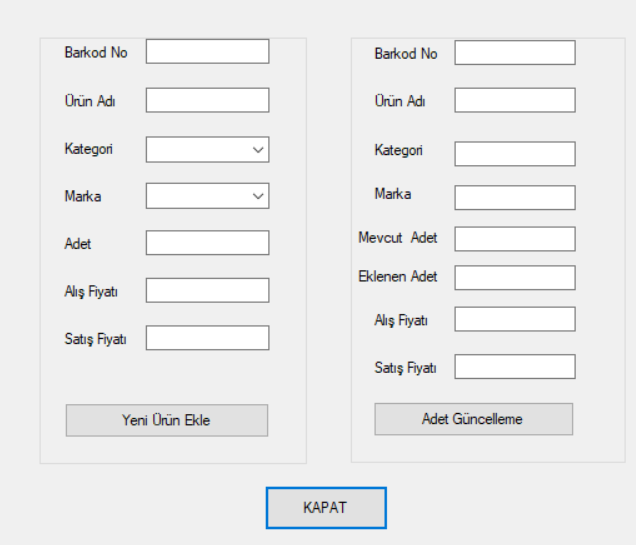 Barkod No
Ürün Adı
Kategori
Marka
Adet
Alış Fiyatı
Satış Fiyatı
Yeni Ürün Ekle
Barkod No
Ürün Adı
Kategori
Marka
Mevcut Adet
Eklenen Adet
Alış Fiyatı
Satış Fiyatı
Adet Güncelleme
KAPAT